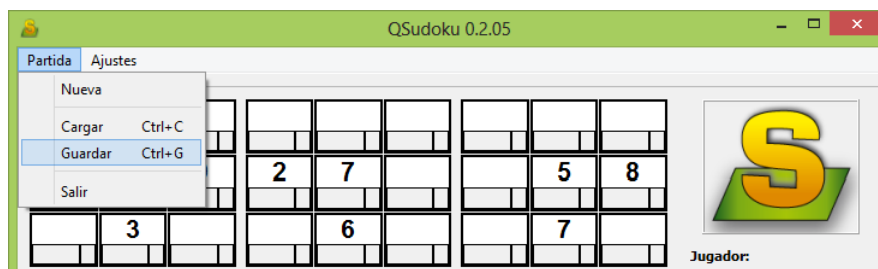 QSudoku 0.2.05
Partida Ajustes
Nueva
Cargar Ctrl+C
Guardar Ctrl+G
2 7 5 8
Salir
3 6 7
S
Jugador: